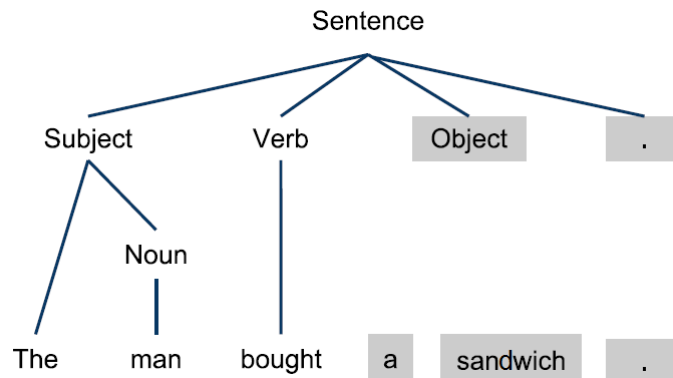 Sentence
Subject Verb Object .
Noun
The man bought a sandwich .